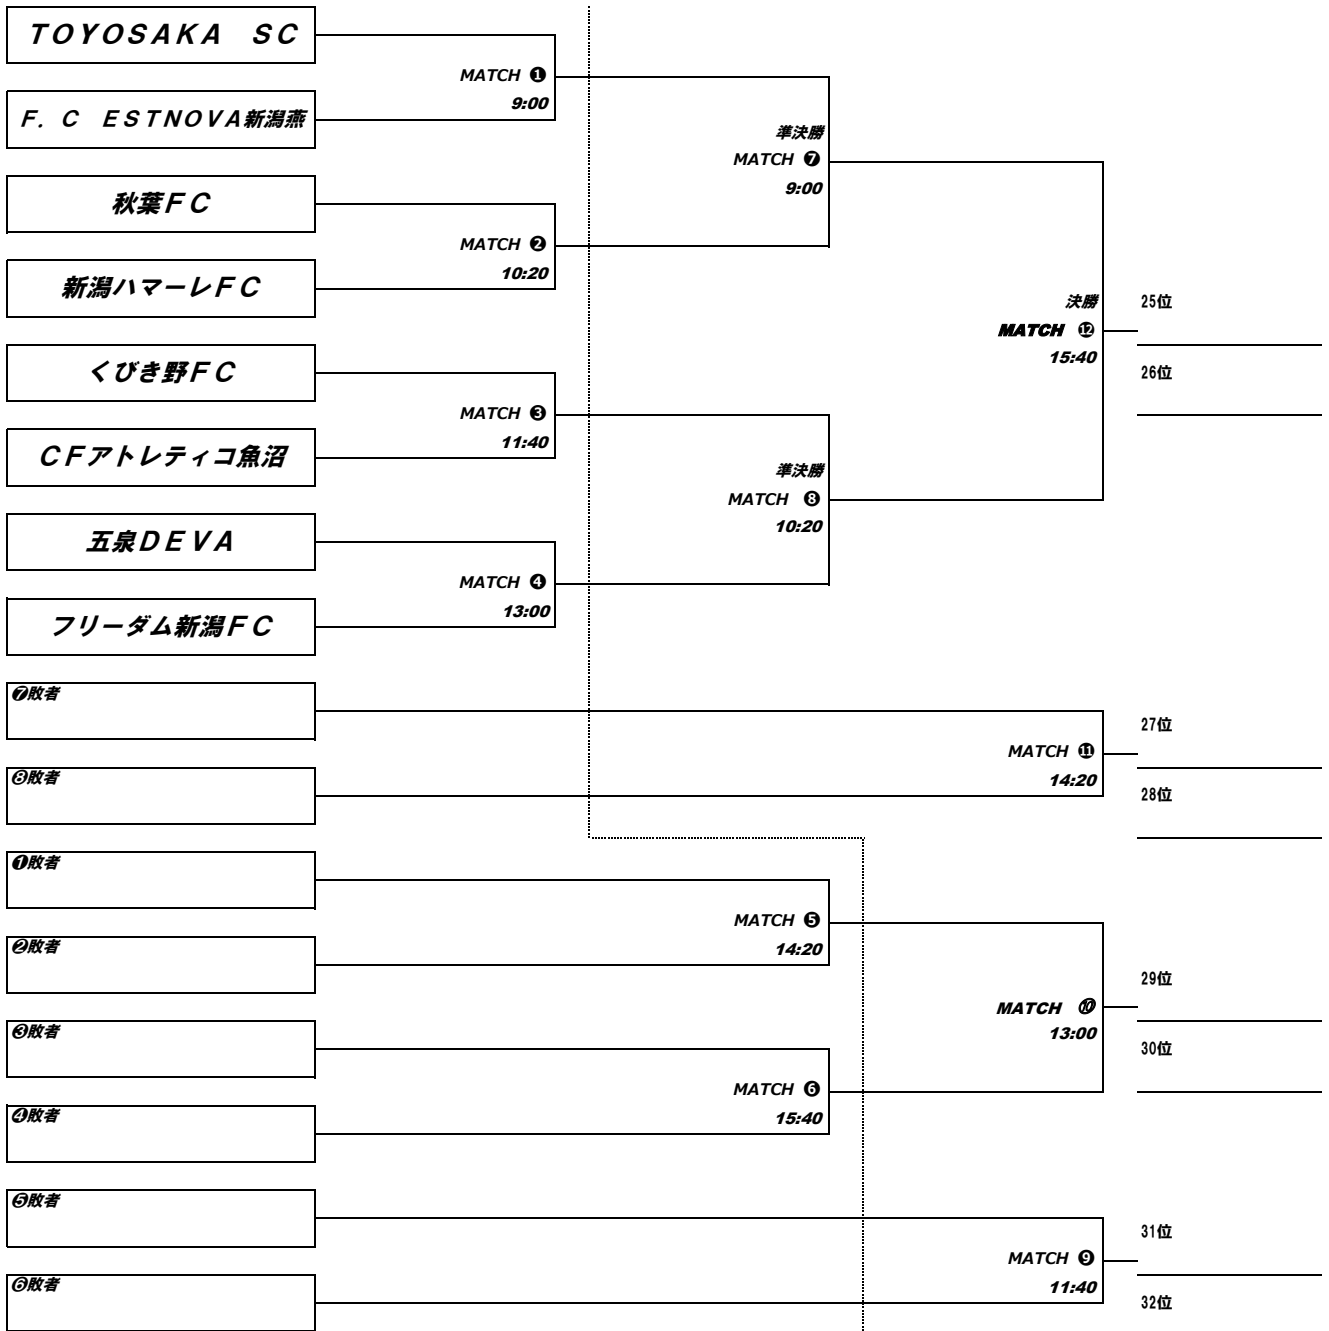 ＴＯＹＯＳＡＫＡ　ＳＣ
MATCH ❶
9:00
Ｆ．Ｃ　ＥＳＴＮＯＶＡ新潟燕
準決勝
MATCH ❼
9:00
秋葉ＦＣ
MATCH ❷
10:20
新潟ハマーレＦＣ
決勝
MATCH ⓬
15:40
25位
26位
くびき野ＦＣ
MATCH ❸
11:40
ＣＦアトレティコ魚沼
準決勝
MATCH ❽
10:20
五泉ＤＥＶＡ
MATCH ❹
13:00
フリーダム新潟ＦＣ
❼敗者
MATCH ⓫
14:20
27位
❽敗者
28位
❶敗者
MATCH ❺
14:20
❷敗者
MATCH ❿
13:00
29位
❸敗者
30位
MATCH ❻
15:40
❹敗者
❺敗者
MATCH ❾
11:40
31位
❻敗者
32位